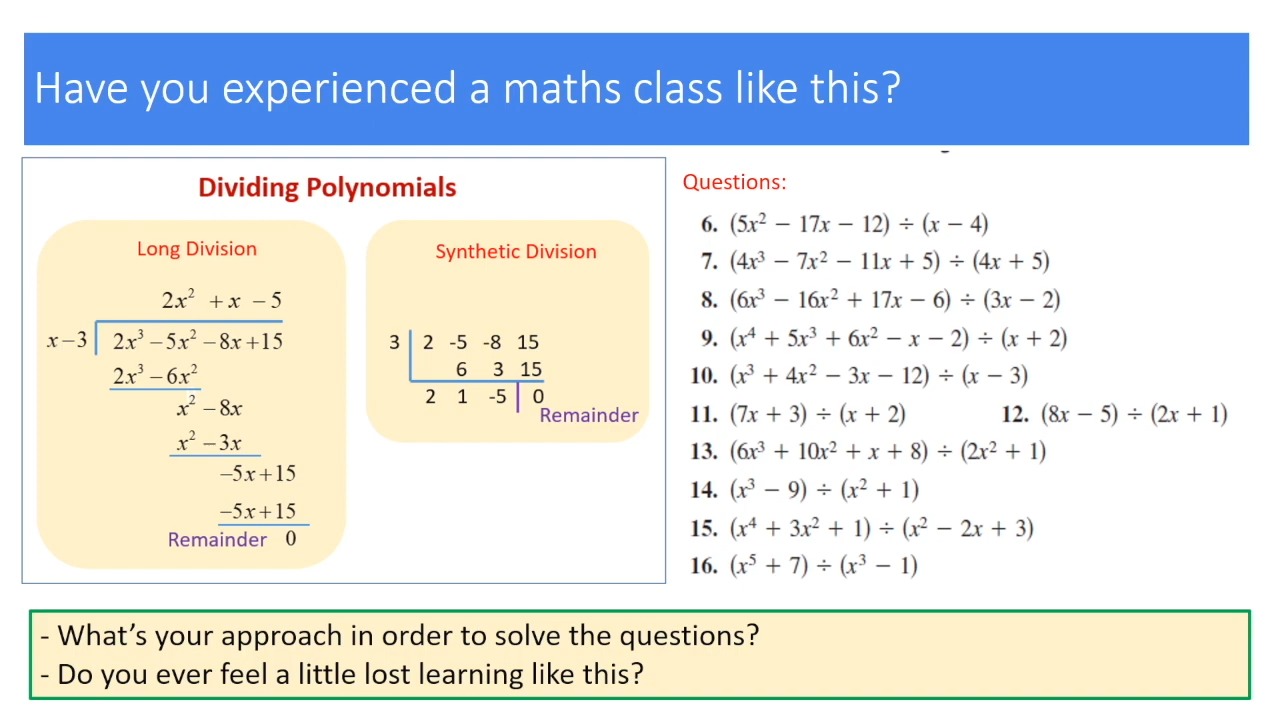 Have you experienced a maths class like this?
Dividing Polynomials
Long Division
2x² + x − 5
x−3 2x³ −5x² −8x+15
2x³ −6x²
x² −8x
x² −3x
−5x+15
−5x+15
Remainder 0
Synthetic Division
3 2 -5 -8 15
6 3 15
2 1 -5 0
Remainder
Questions:
6. (5x² − 17x − 12) ÷ (x − 4)
7. (4x³ − 7x² − 11x + 5) ÷ (4x + 5)
8. (6x³ − 16x² + 17x − 6) ÷ (3x − 2)
9. (x⁴ + 5x³ + 6x² − x − 2) ÷ (x + 2)
10. (x³ + 4x² − 3x − 12) ÷ (x − 3)
11. (7x + 3) ÷ (x + 2) 12. (8x − 5) ÷ (2x + 1)
13. (6x³ + 10x² + x + 8) ÷ (2x² + 1)
14. (x³ − 9) ÷ (x² + 1)
15. (x⁴ + 3x² + 1) ÷ (x² − 2x + 3)
16. (x⁵ + 7) ÷ (x³ − 1)
- What's your approach in order to solve the questions?
- Do you ever feel a little lost learning like this?